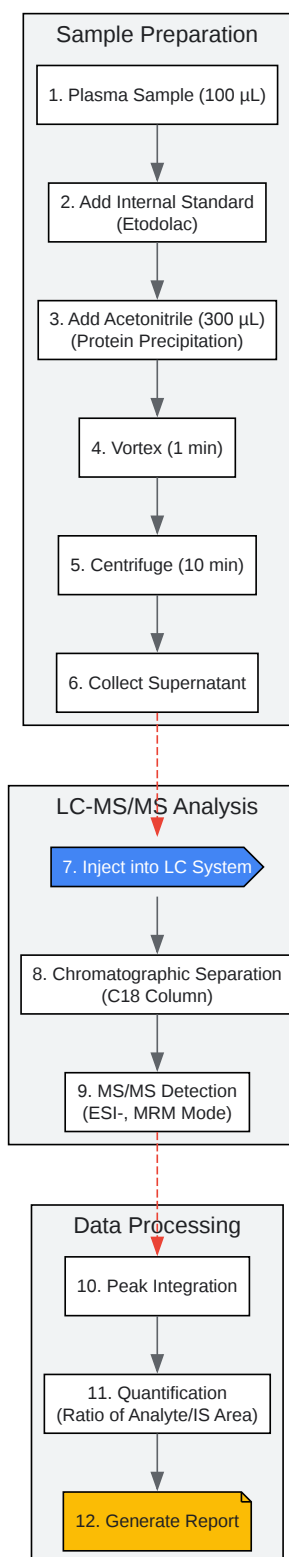 Sample Preparation
1. Plasma Sample (100 µL)
2. Add Internal Standard
(Etodolac)
3. Add Acetonitrile (300 µL)
(Protein Precipitation)
4. Vortex (1 min)
5. Centrifuge (10 min)
6. Collect Supernatant
LC-MS/MS Analysis
7. Inject into LC System
8. Chromatographic Separation
(C18 Column)
9. MS/MS Detection
(ESI-, MRM Mode)
Data Processing
10. Peak Integration
11. Quantification
(Ratio of Analyte/IS Area)
12. Generate Report